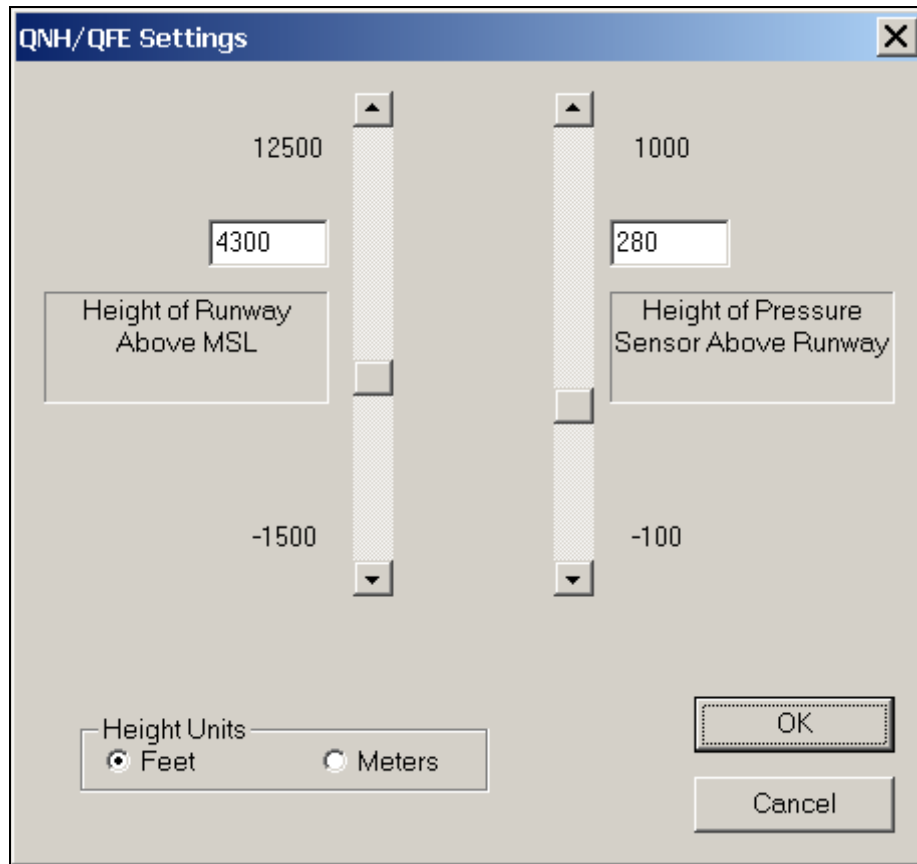 QNH/QFE Settings
12500
1000
4300
280
Height of Runway
Above MSL
Height of Pressure
Sensor Above Runway
-1500
-100
Height Units
Feet
Meters
OK
Cancel